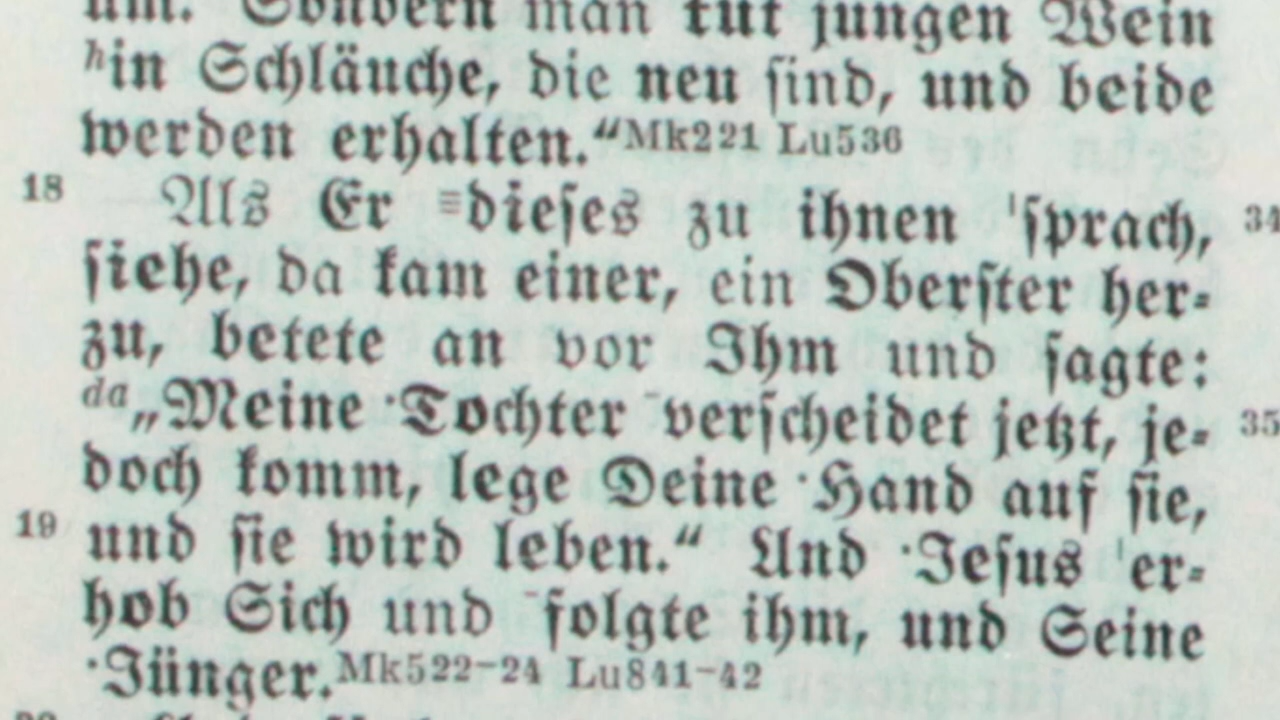 um. Sondern man tut jungen Wein
hin Schläuche, die neu sind, und beide
werden erhalten.“Mk221 Lu536
18 Als Er ≡dieses zu ihnen ˈsprach, 34
siehe, da kam einer, ein Oberster her=
zu, betete an vor Ihm und sagte:
da„Meine ·Tochter ¯verscheidet jetzt, je= 35
doch komm, lege Deine ·Hand auf sie,
19 und sie wird leben.“ Und ·Jesus ˈer=
hob Sich und ¯folgte ihm, und Seine
·Jünger.Mk522–24 Lu841–42